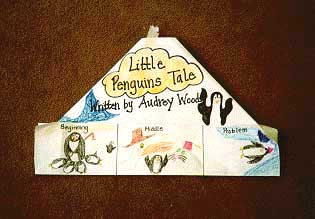 Little
Penguins Tale
Written by Audrey Wood
Beginning Middle Problem